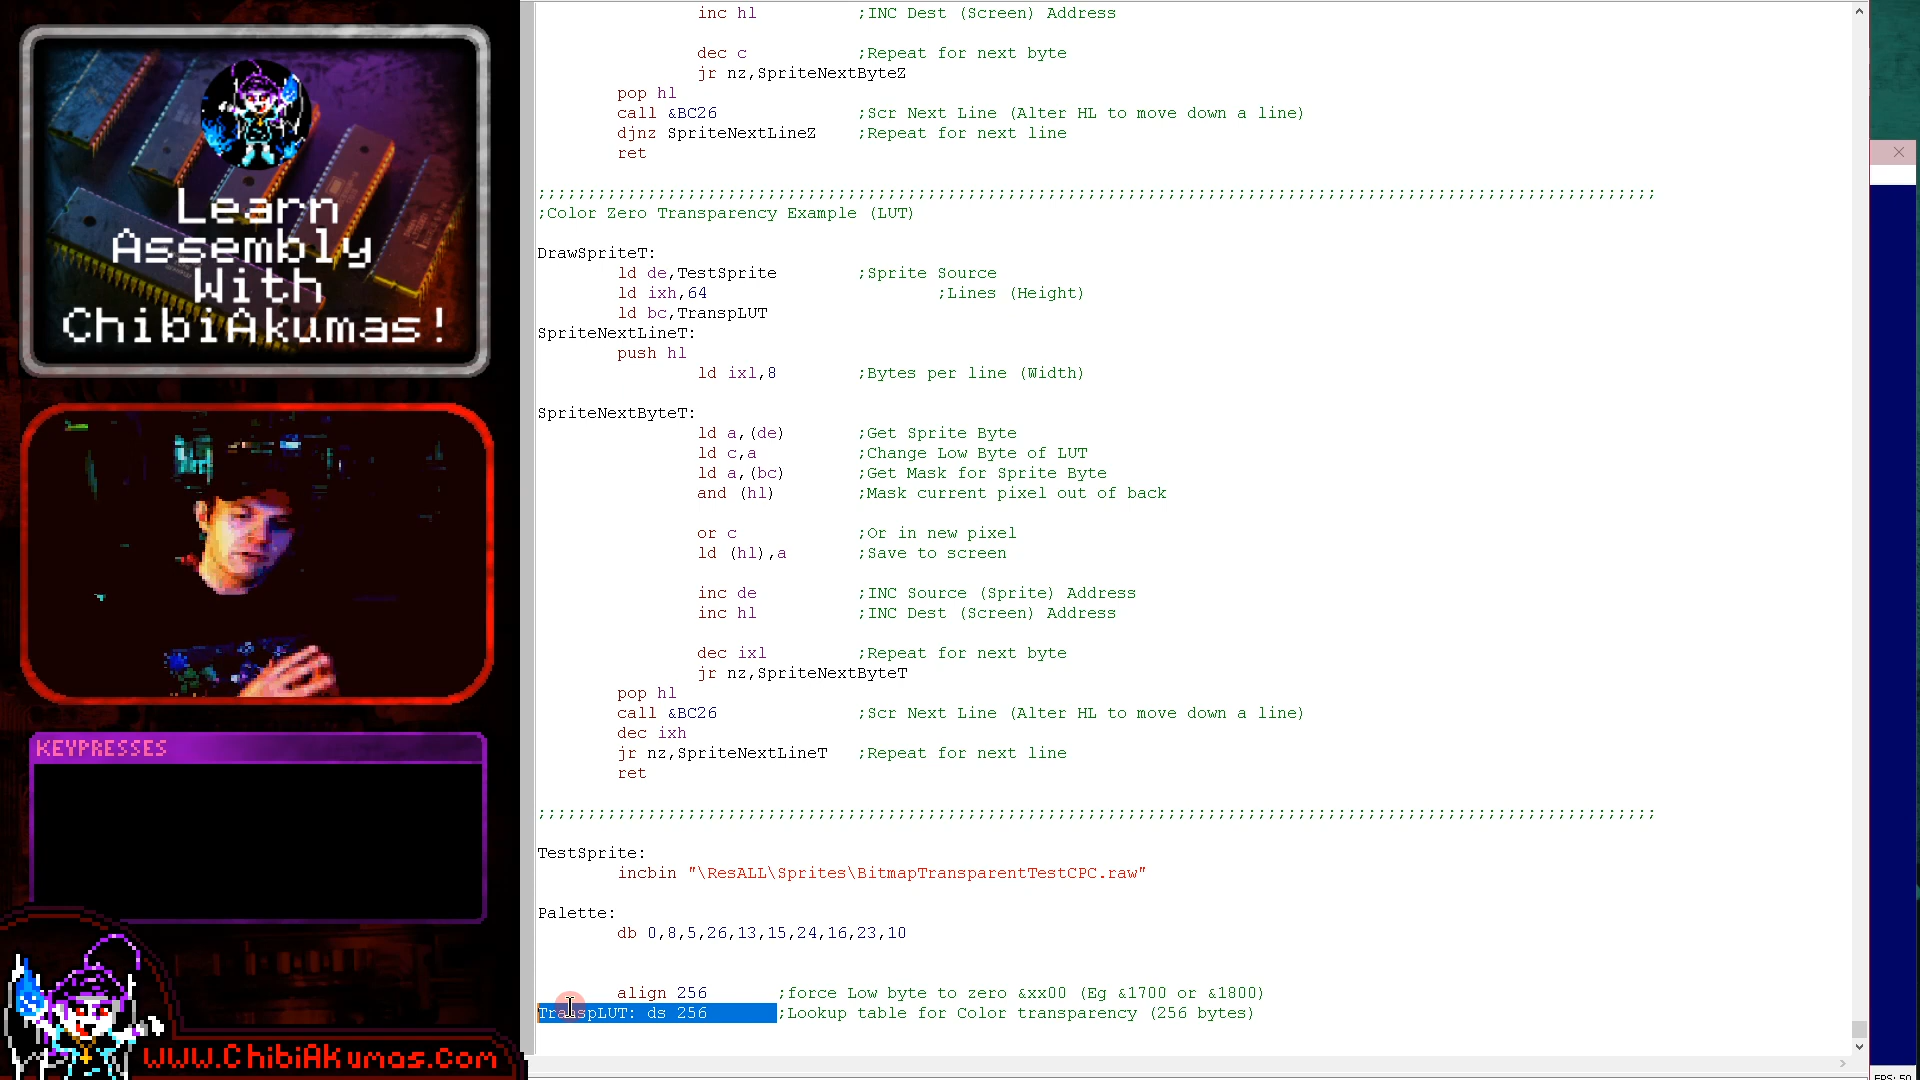 Learn
Assembly
With
ChibiAkumas!
KEYPRESSES
www.ChibiAkumas.com
inc hl ;INC Dest (Screen) Address
dec c ;Repeat for next byte
jr nz,SpriteNextByteZ
pop hl
call &BC26 ;Scr Next Line (Alter HL to move down a line)
djnz SpriteNextLineZ ;Repeat for next line
ret
;;;;;;;;;;;;;;;;;;;;;;;;;;;;;;;;;;;;;;;;;;;;;;;;;;;;;;;;;;;;;;;;;;;;;;;;;;;;;;;;;;;;;;;;;;;;;;;;;;;;;;;;;;;;;;;;
;Color Zero Transparency Example (LUT)
DrawSpriteT:
ld de,TestSprite ;Sprite Source
ld ixh,64 ;Lines (Height)
ld bc,TranspLUT
SpriteNextLineT:
push hl
ld ixl,8 ;Bytes per line (Width)
SpriteNextByteT:
ld a,(de) ;Get Sprite Byte
ld c,a ;Change Low Byte of LUT
ld a,(bc) ;Get Mask for Sprite Byte
and (hl) ;Mask current pixel out of back
or c ;Or in new pixel
ld (hl),a ;Save to screen
inc de ;INC Source (Sprite) Address
inc hl ;INC Dest (Screen) Address
dec ixl ;Repeat for next byte
jr nz,SpriteNextByteT
pop hl
call &BC26 ;Scr Next Line (Alter HL to move down a line)
dec ixh
jr nz,SpriteNextLineT ;Repeat for next line
ret
;;;;;;;;;;;;;;;;;;;;;;;;;;;;;;;;;;;;;;;;;;;;;;;;;;;;;;;;;;;;;;;;;;;;;;;;;;;;;;;;;;;;;;;;;;;;;;;;;;;;;;;;;;;;;;;;
TestSprite:
incbin "\ResALL\Sprites\BitmapTransparentTestCPC.raw"
Palette:
db 0,8,5,26,13,15,24,16,23,10
align 256 ;force Low byte to zero &xx00 (Eg &1700 or &1800)
TranspLUT: ds 256 ;Lookup table for Color transparency (256 bytes)
FPS: 50